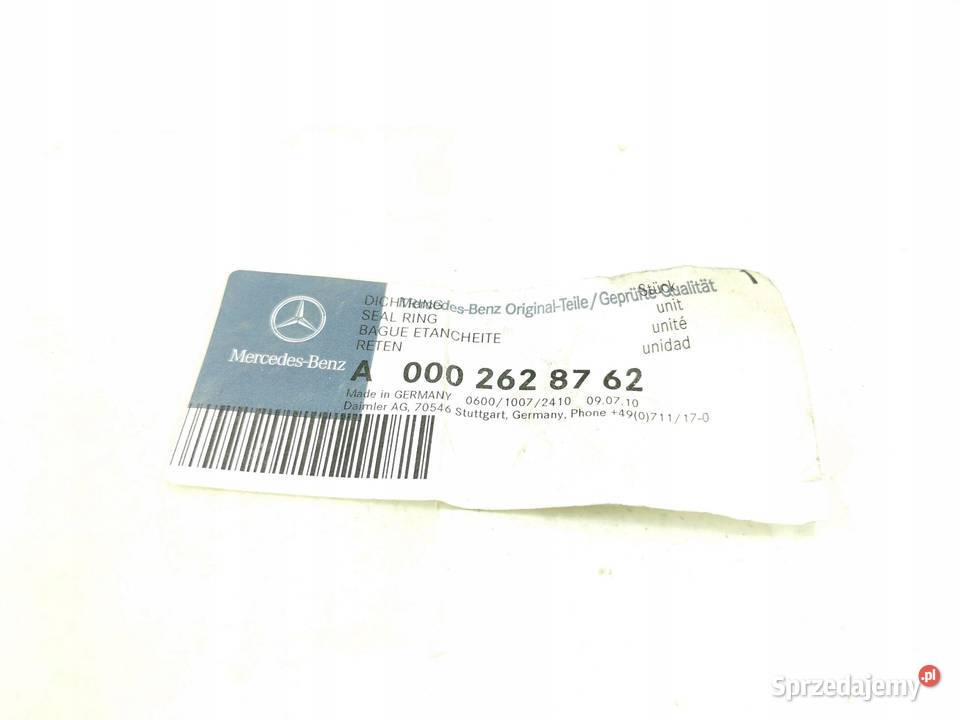 Mercedes-Benz Original-Teile/Geprüfte Qualität
DICHTRING
SEAL RING
BAGUE ETANCHEITE
RETEN
1
Stück
unit
unité
unidad
Mercedes-Benz
A 000 262 87 62
Made in GERMANY 0600/1007/2410 09.07.10
Daimler AG, 70546 Stuttgart, Germany, Phone +49(0)711/17-0
Sprzedajemy.pl